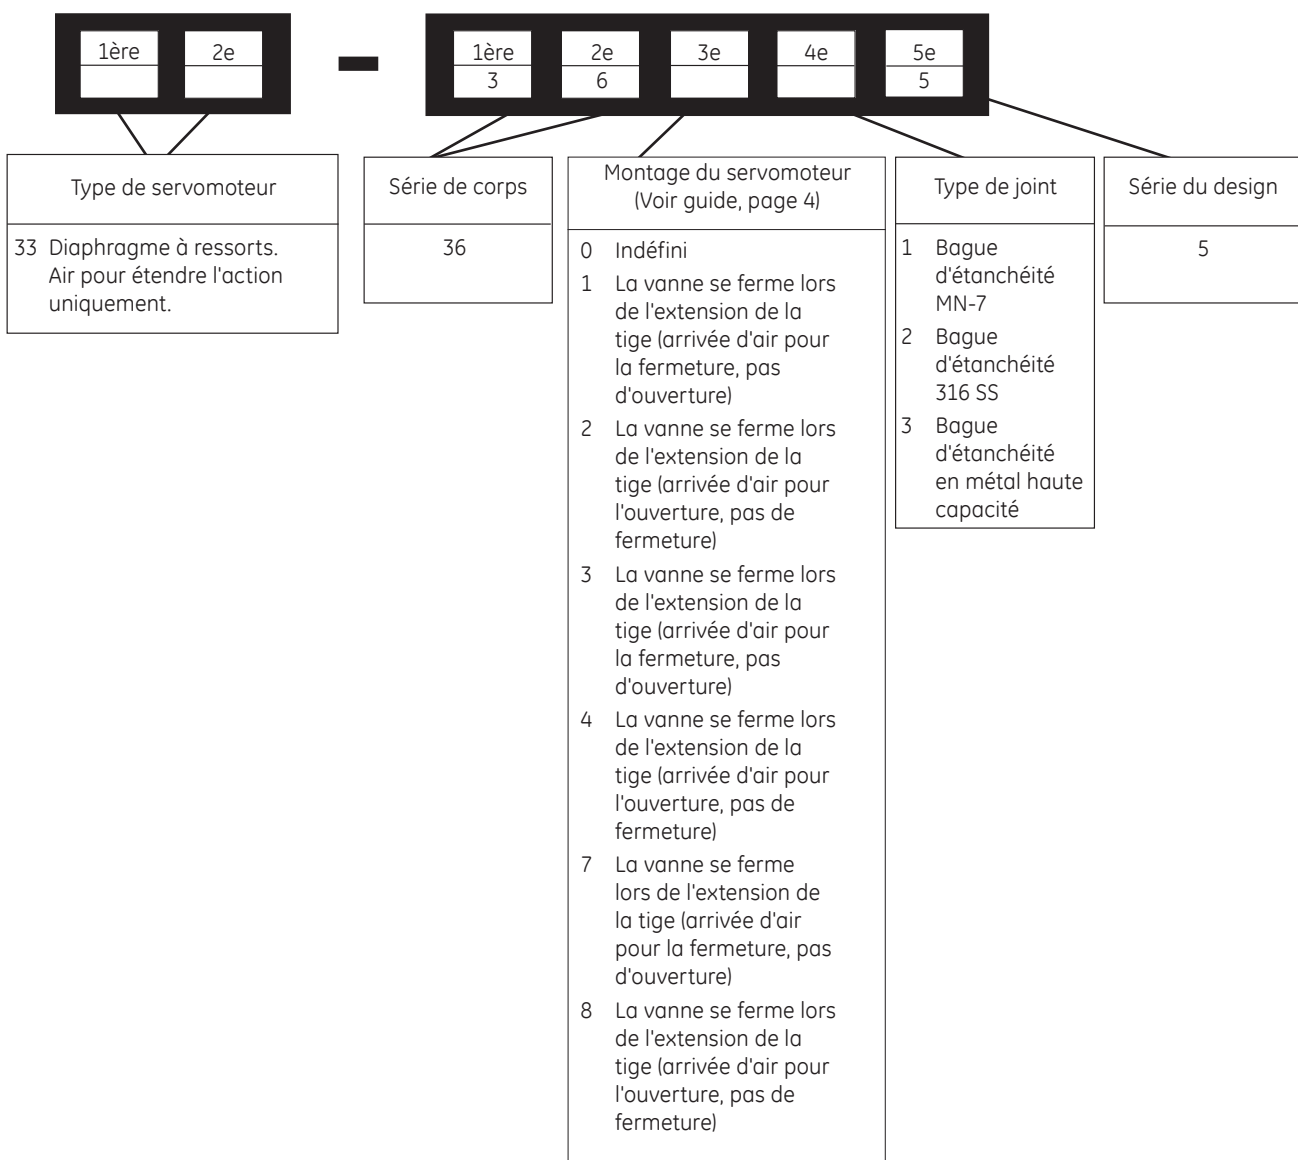 1ère 2e 1ère 2e 3e 4e 5e
3 6 5
Type de servomoteur
33 Diaphragme à ressorts.
Air pour étendre l'action
uniquement.
Série de corps
36
Montage du servomoteur
(Voir guide, page 4)
0 Indéfini
1 La vanne se ferme lors
de l'extension de la
tige (arrivée d'air pour
la fermeture, pas
d'ouverture)
2 La vanne se ferme lors
de l'extension de la
tige (arrivée d'air pour
l'ouverture, pas de
fermeture)
3 La vanne se ferme lors
de l'extension de la
tige (arrivée d'air pour
la fermeture, pas
d'ouverture)
4 La vanne se ferme lors
de l'extension de la
tige (arrivée d'air pour
l'ouverture, pas de
fermeture)
7 La vanne se ferme
lors de l'extension de
la tige (arrivée d'air
pour la fermeture, pas
d'ouverture)
8 La vanne se ferme lors
de l'extension de la
tige (arrivée d'air pour
l'ouverture, pas de
fermeture)
Type de joint
1 Bague
d'étanchéité
MN-7
2 Bague
d'étanchéité
316 SS
3 Bague
d'étanchéité
en métal haute
capacité
Série du design
5